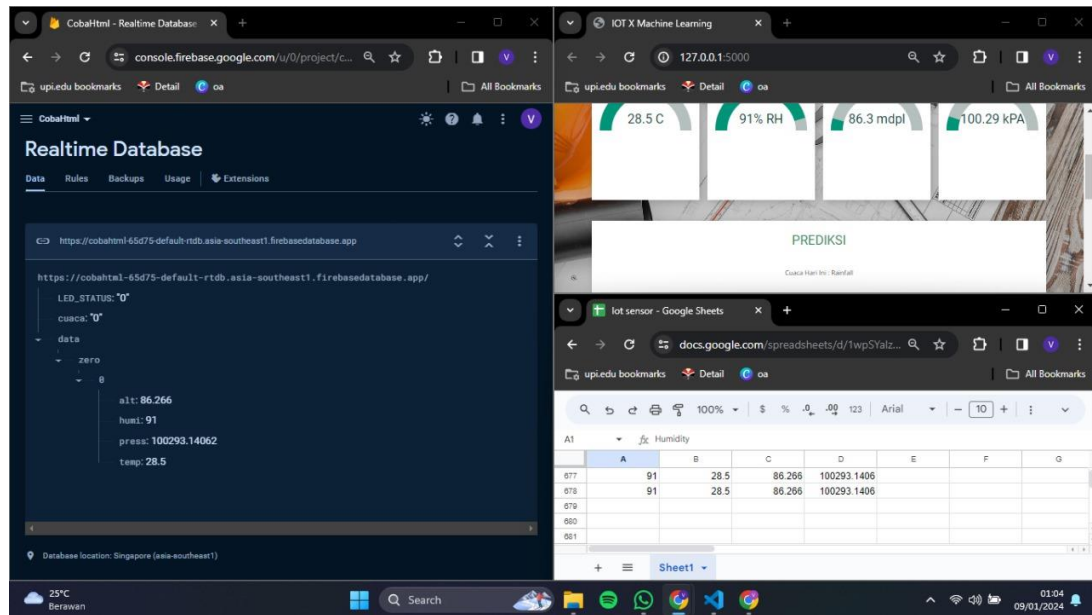 CobaHtml - Realtime Database
console.firebase.google.com/u/0/project/c...
V
upi.edu bookmarks
Detail
oa
All Bookmarks
CobaHtml
V
Realtime Database
Data
Rules
Backups
Usage
Extensions
https://cobahtml-65d75-default-rtdb.asia-southeast1.firebasedatabase.app
https://cobahtml-65d75-default-rtdb.asia-southeast1.firebasedatabase.app/
LED_STATUS: "0"
cuaca: "0"
data
zero
0
alt: 86.266
humi: 91
press: 100293.14062
temp: 28.5
Database location: Singapore (asia-southeast1)
IOT X Machine Learning
127.0.0.1:5000
V
upi.edu bookmarks
Detail
oa
All Bookmarks
28.5 C
91% RH
86.3 mdpl
100.29 kPA
PREDIKSI
Cuaca Hari Ini : Rainfall
Iot sensor - Google Sheets
docs.google.com/spreadsheets/d/1wpSYalz...
V
upi.edu bookmarks
Detail
oa
All Bookmarks
100% $ % .0 .00 123 Arial 10
A1 fx Humidity
A B C D E F G
677 91 28.5 86.266 100293.1406
678 91 28.5 86.266 100293.1406
679
680
681
Sheet1
25°C
Berawan
Search
01:04
09/01/2024